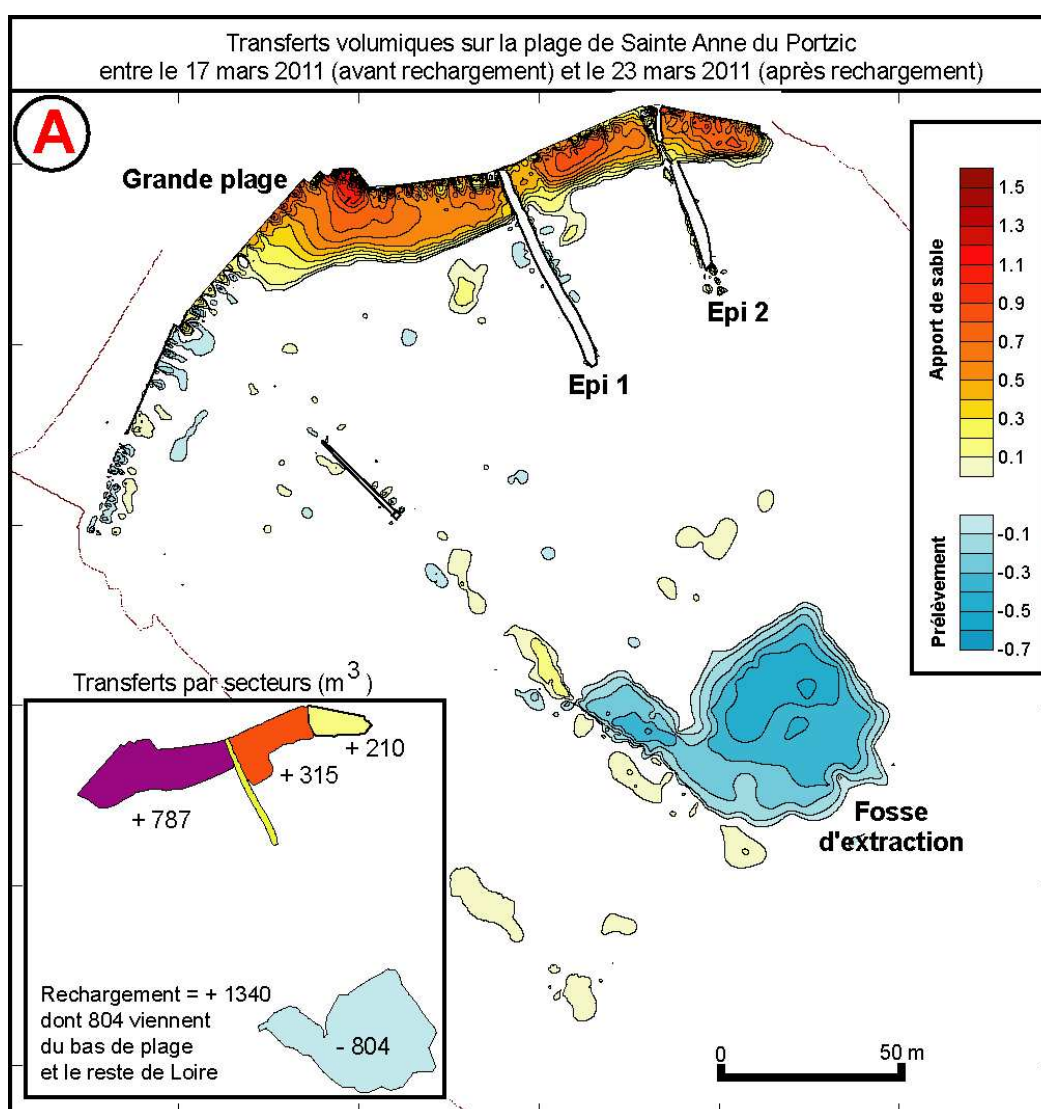 Transferts volumiques sur la plage de Sainte Anne du Portzic
entre le 17 mars 2011 (avant rechargement) et le 23 mars 2011 (après rechargement)
A
Grande plage
Epi 2
Epi 1
Apport de sable
1.5
1.3
1.1
0.9
0.7
0.5
0.3
0.1
Prélèvement
-0.1
-0.3
-0.5
-0.7
Fosse
d'extraction
Transferts par secteurs (m³)
+ 210
+ 315
+ 787
Rechargement = + 1340
dont 804 viennent
du bas de plage
et le reste de Loire
- 804
0 50 m